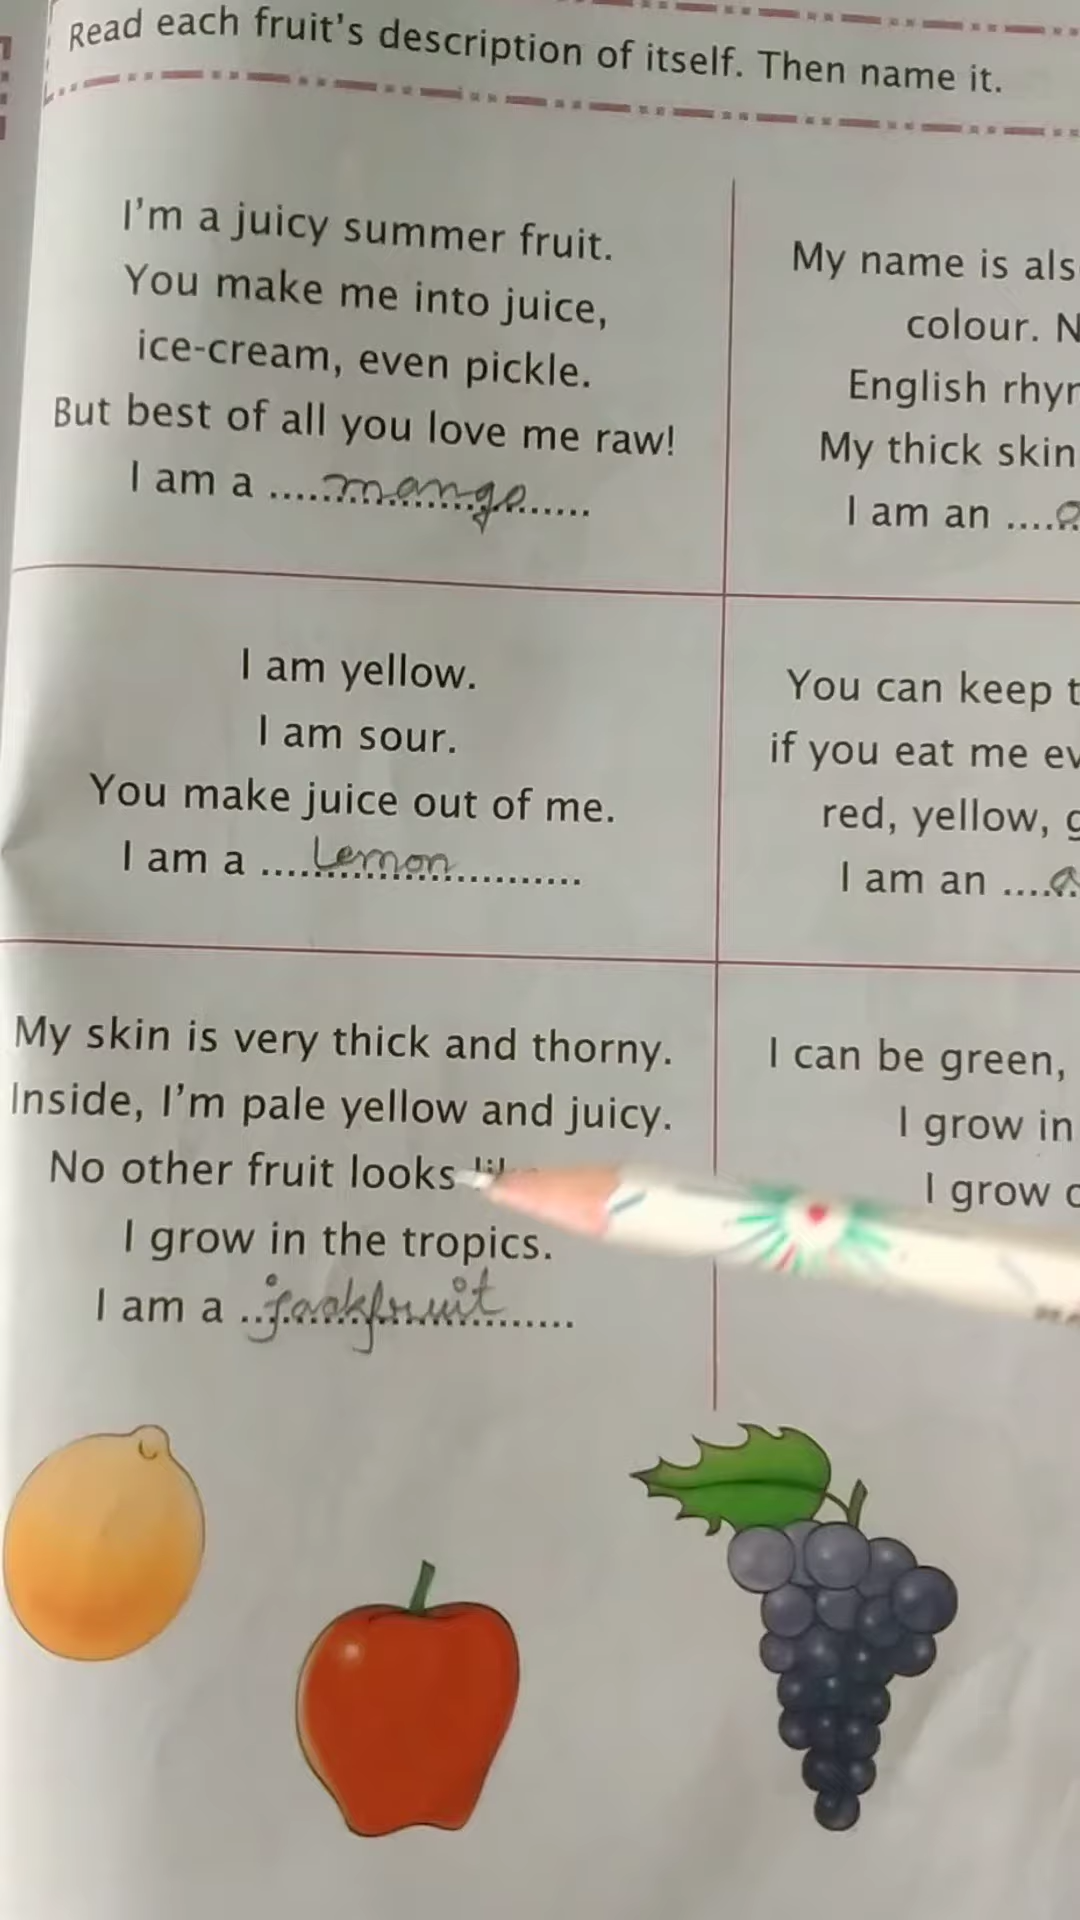 Read each fruit's description of itself. Then name it.
I'm a juicy summer fruit.
You make me into juice,
ice-cream, even pickle.
But best of all you love me raw!
I am a ....mango....
My name is
colour.
English
My thick skin
I am an ....
I am yellow.
I am sour.
You make juice out of me.
I am a ....Lemon....
You can keep
if you eat me
red, yellow,
I am an ....
My skin is very thick and thorny.
Inside, I'm pale yellow and juicy.
No other fruit looks
I grow in the tropics.
I am a ....jackfruit....
I can be green,
I grow in
I grow